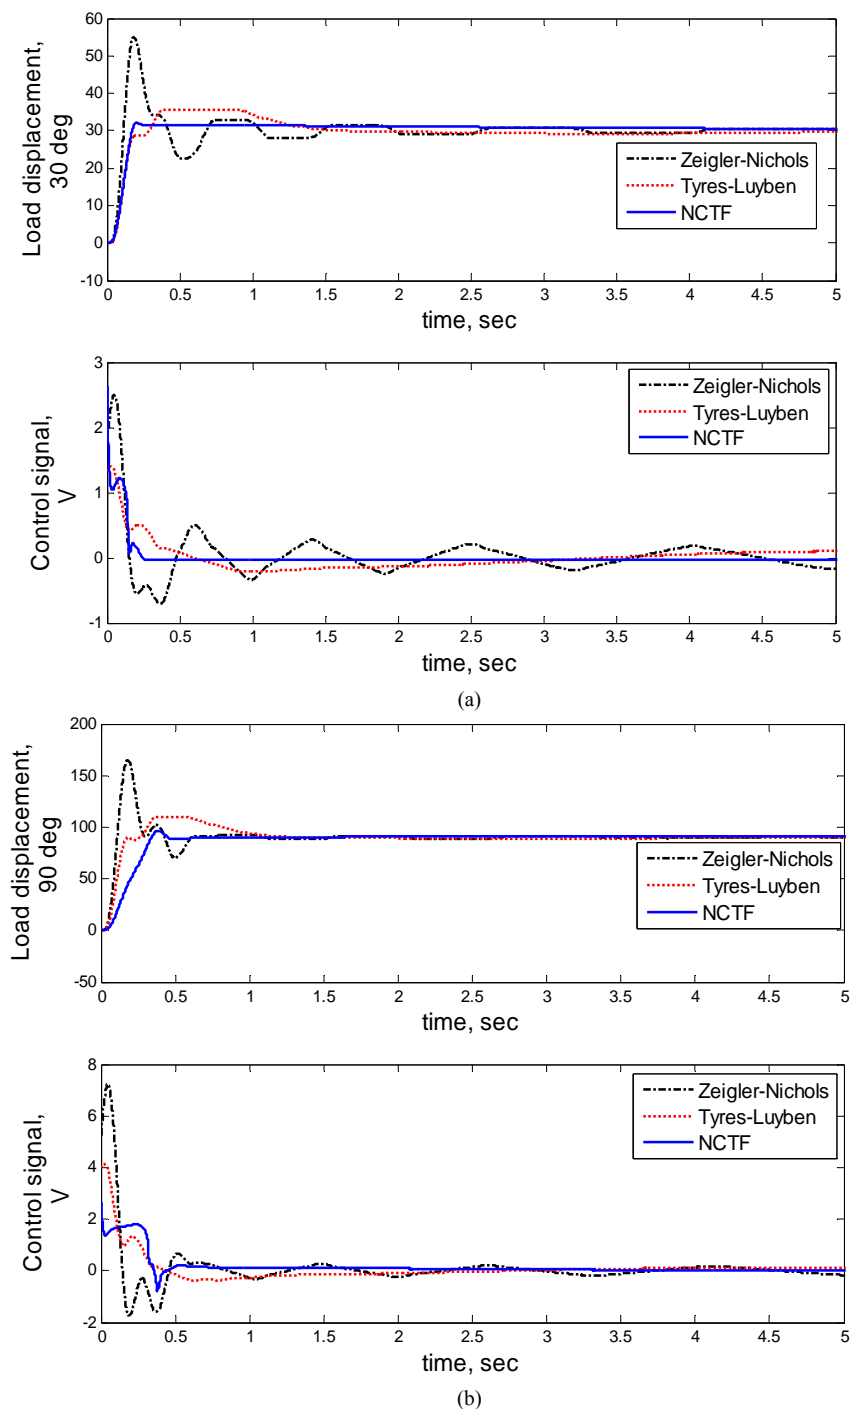 60
50
40
30
20
10
0
-10
Load displacement,
30 deg
Zeigler-Nichols
Tyres-Luyben
NCTF
0 0.5 1 1.5 2 2.5 3 3.5 4 4.5 5
time, sec
3
2
1
0
-1
Control signal,
V
Zeigler-Nichols
Tyres-Luyben
NCTF
0 0.5 1 1.5 2 2.5 3 3.5 4 4.5 5
time, sec
(a)
200
150
100
50
0
-50
Load displacement,
90 deg
Zeigler-Nichols
Tyres-Luyben
NCTF
0 0.5 1 1.5 2 2.5 3 3.5 4 4.5 5
time, sec
8
6
4
2
0
-2
Control signal,
V
Zeigler-Nichols
Tyres-Luyben
NCTF
0 0.5 1 1.5 2 2.5 3 3.5 4 4.5 5
time, sec
(b)